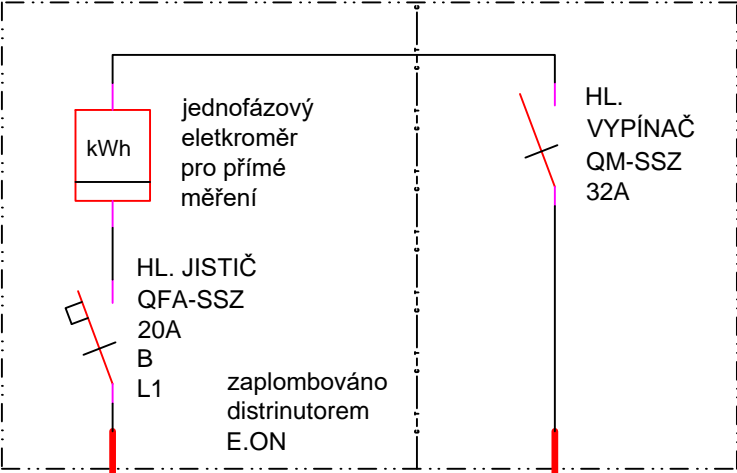 jednofázový
eletkroměr
pro přímé
měření
kWh
HL. JISTIČ
QFA-SSZ
20A
B
L1
zaplombováno
distrinutorem
E.ON
HL.
VYPÍNAČ
QM-SSZ
32A